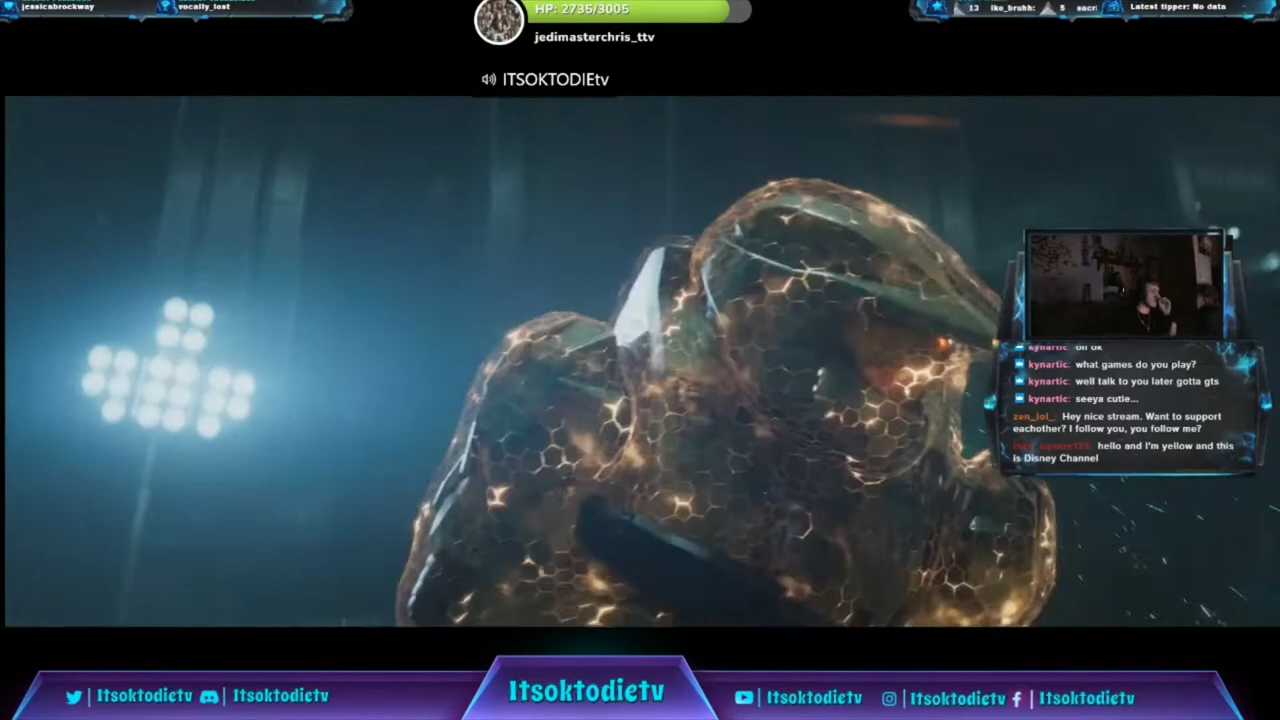 jessicabrockway
vocally_lost
HP: 2735/3005
jedimasterchris_ttv
13 iko_bruhh: 5 sacri
Latest tipper: No data
ITSOKTODIEtv
kynartic: oh ok
kynartic: what games do you play?
kynartic: well talk to you later gotta gts
kynartic: seeya cutie...
zen_lol_: Hey nice stream. Want to support
eachother? I follow you, you follow me?
hello and I'm yellow and this
is Disney Channel
Itsoktodietv
Itsoktodietv
Itsoktodietv
Itsoktodietv
Itsoktodietv
Itsoktodietv